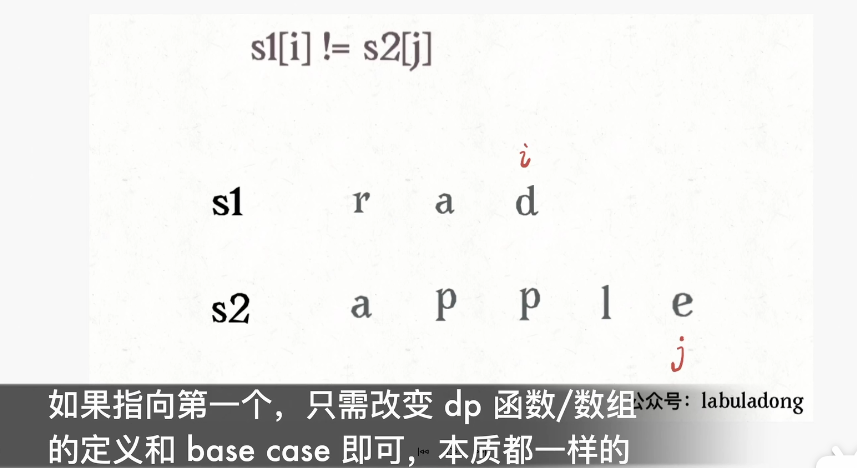 s1[i] != s2[j]
i
s1 r a d
s2 a p p l e
j
公众号：labuladong
如果指向第一个，只需改变 dp 函数/数组
的定义和 base case 即可，本质都一样的